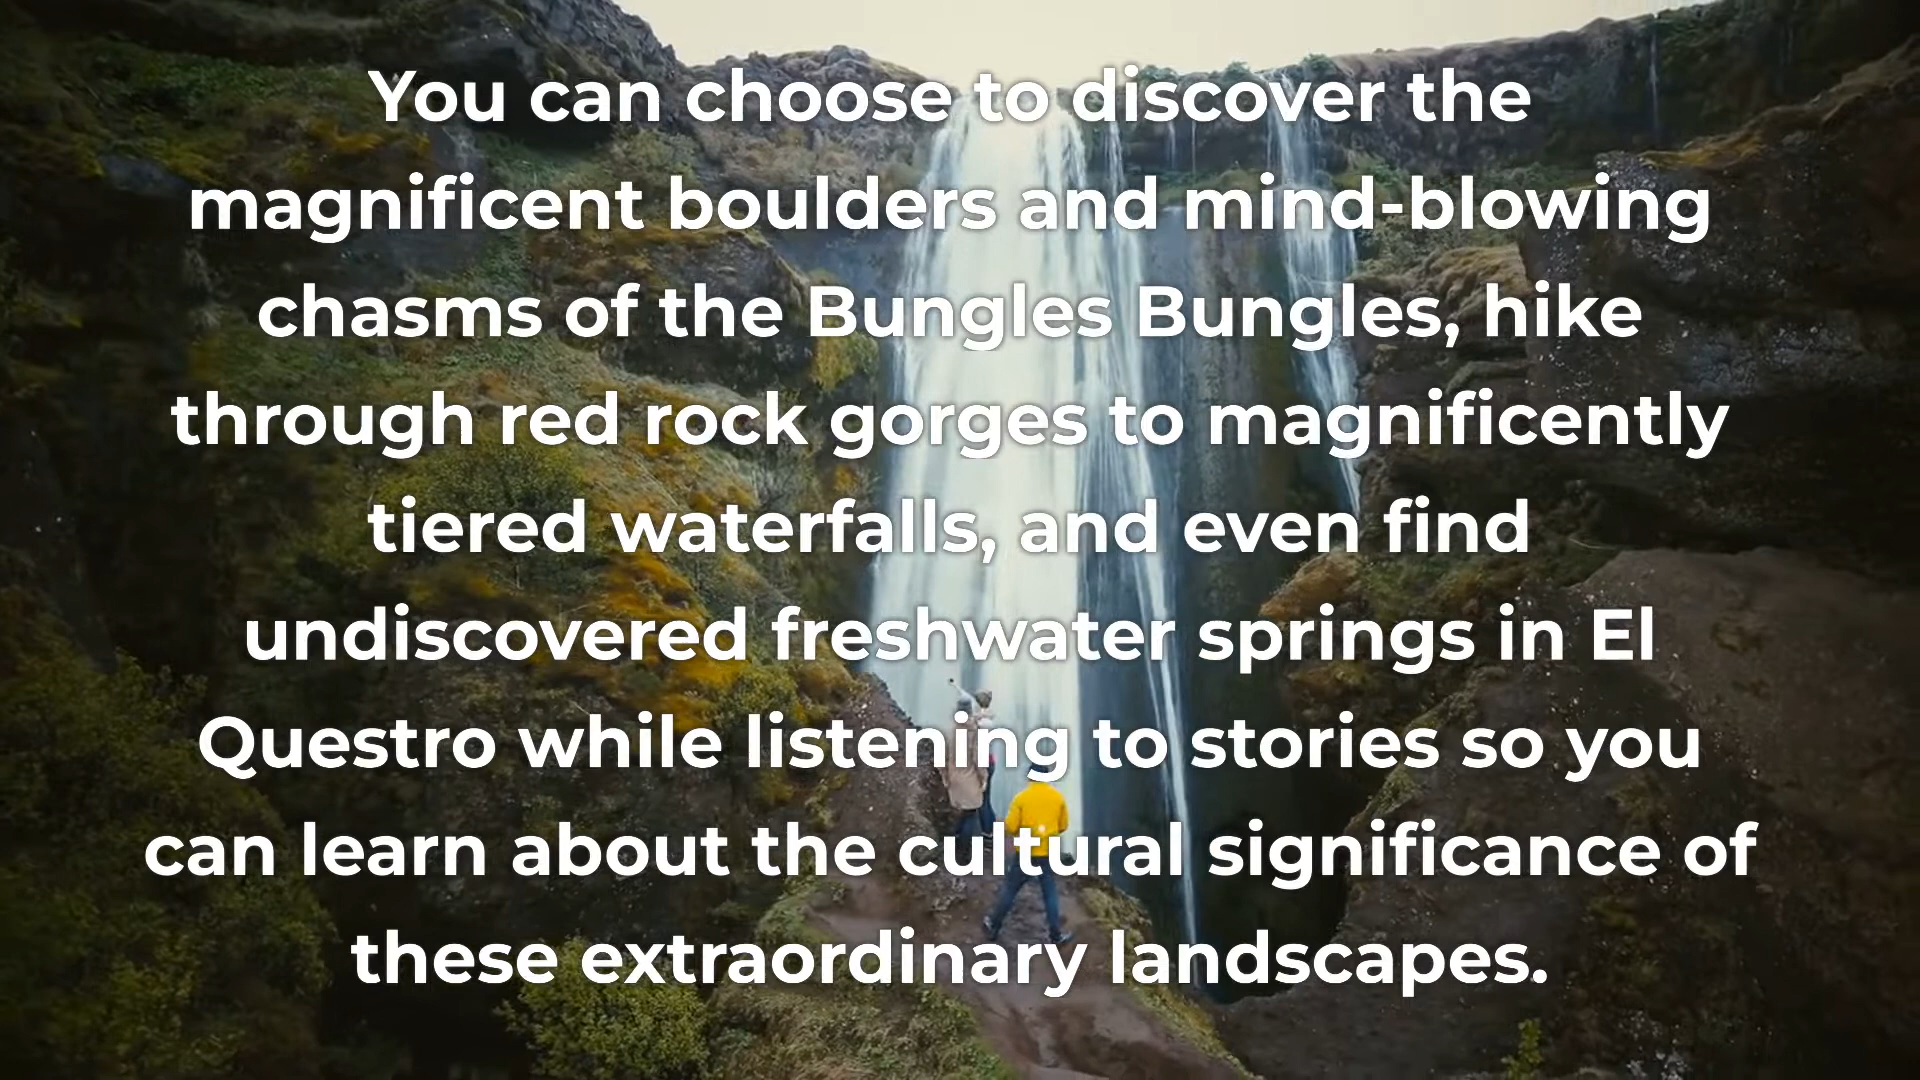 You can choose to discover the
magnificent boulders and mind-blowing
chasms of the Bungles Bungles, hike
through red rock gorges to magnificently
tiered waterfalls, and even find
undiscovered freshwater springs in El
Questro while listening to stories so you
can learn about the cultural significance of
these extraordinary landscapes.